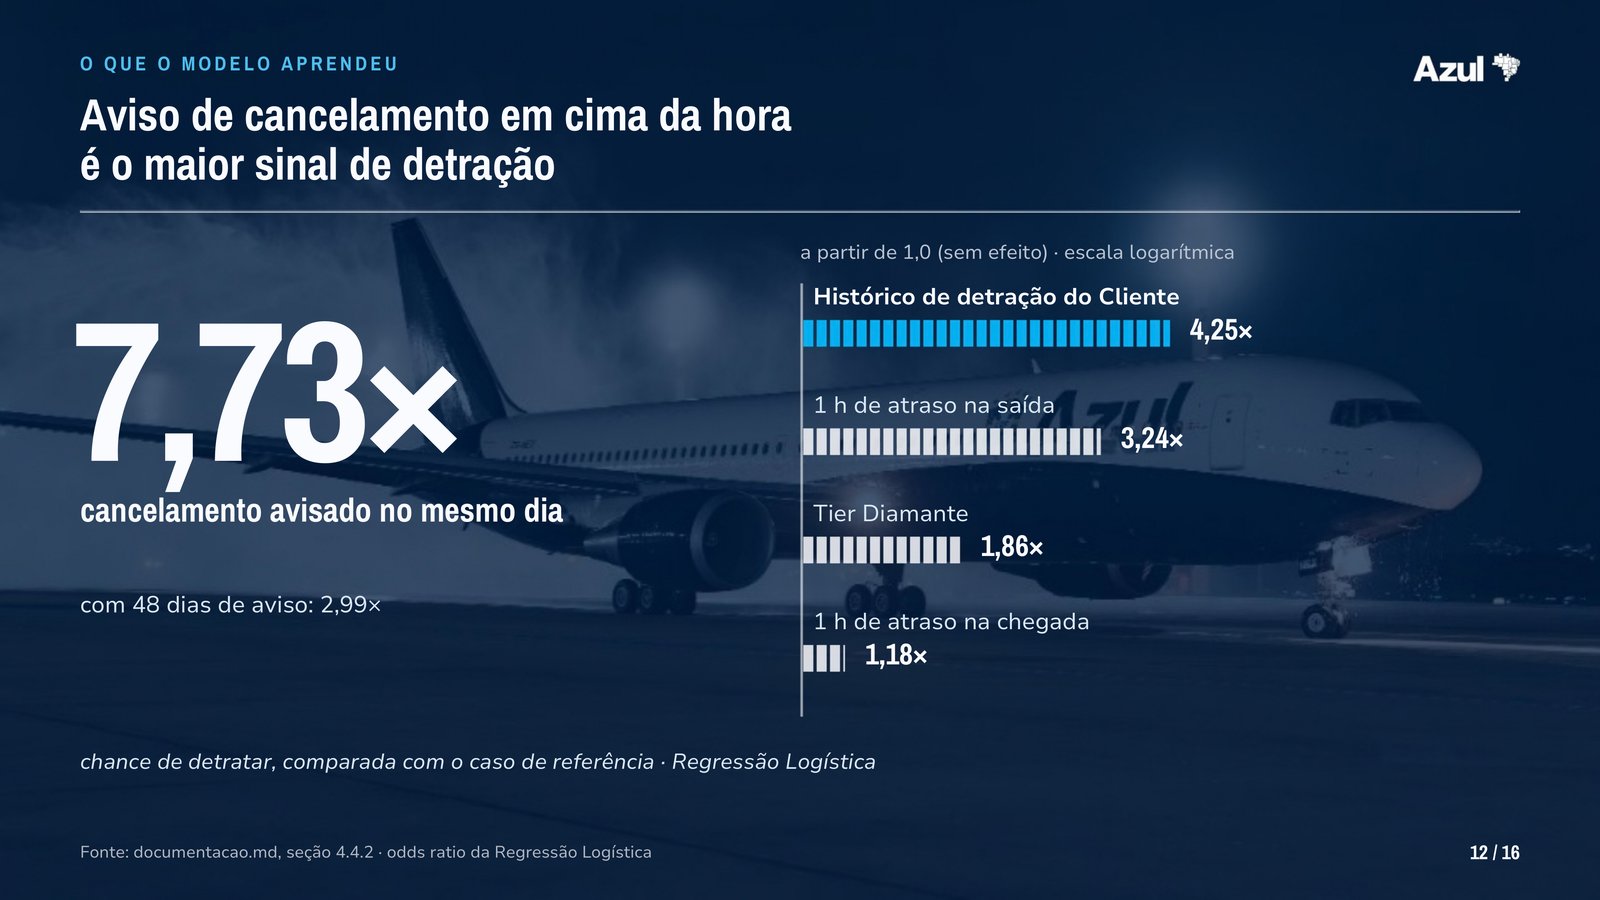 O QUE O MODELO APRENDEU
Azul
Aviso de cancelamento em cima da hora
é o maior sinal de detração
a partir de 1,0 (sem efeito) · escala logarítmica
7,73×
cancelamento avisado no mesmo dia
com 48 dias de aviso: 2,99×
Histórico de detração do Cliente
4,25×
1 h de atraso na saída
3,24×
Azul
Tier Diamante
1,86×
1 h de atraso na chegada
1,18×
chance de detratar, comparada com o caso de referência · Regressão Logística
Fonte: documentacao.md, seção 4.4.2 · odds ratio da Regressão Logística
12 / 16